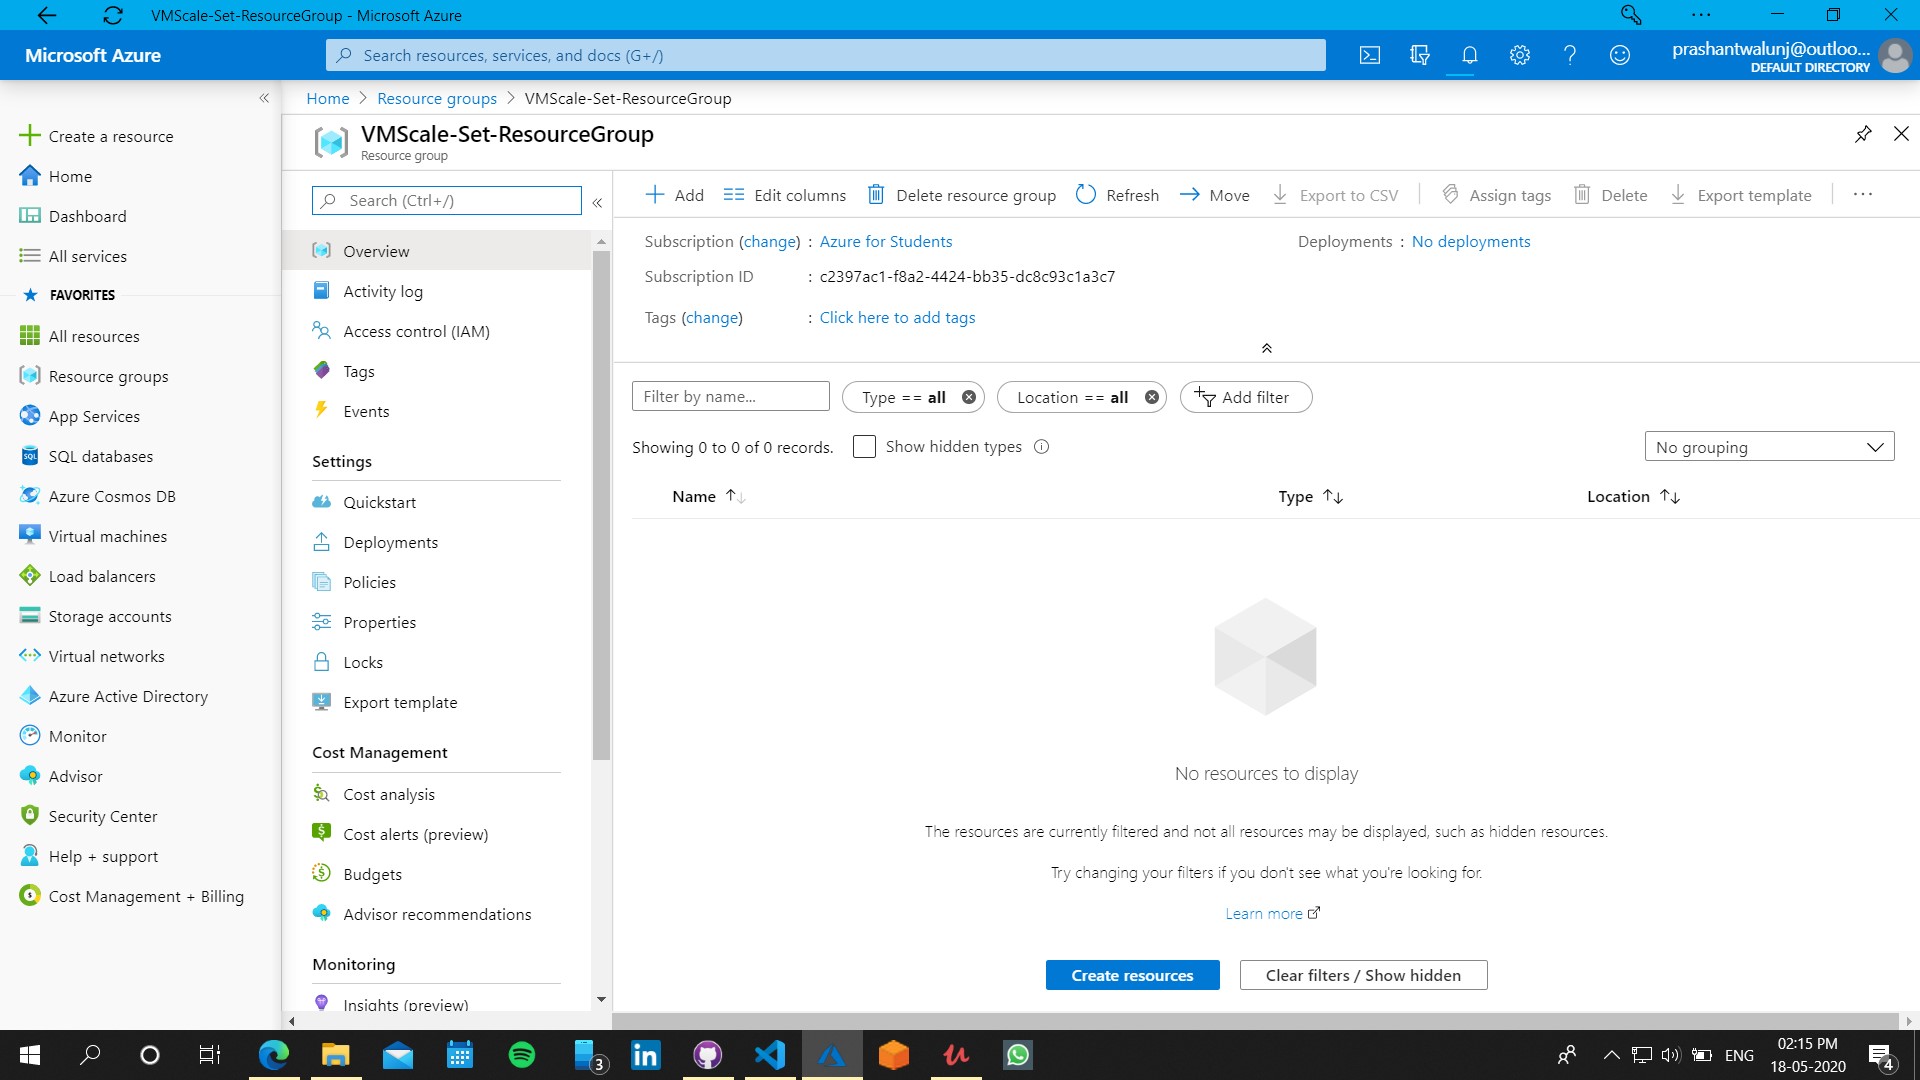 VMScale-Set-ResourceGroup - Microsoft Azure
Microsoft Azure
Search resources, services, and docs (G+/)
prashantwalunj@outloo...
DEFAULT DIRECTORY
Home > Resource groups > VMScale-Set-ResourceGroup
VMScale-Set-ResourceGroup
Resource group
Create a resource
Home
Dashboard
All services
FAVORITES
All resources
Resource groups
App Services
SQL databases
Azure Cosmos DB
Virtual machines
Load balancers
Storage accounts
Virtual networks
Azure Active Directory
Monitor
Advisor
Security Center
Help + support
Cost Management + Billing
Search (Ctrl+/)
Overview
Activity log
Access control (IAM)
Tags
Events
Settings
Quickstart
Deployments
Policies
Properties
Locks
Export template
Cost Management
Cost analysis
Cost alerts (preview)
Budgets
Advisor recommendations
Monitoring
Insights (preview)
Add Edit columns Delete resource group Refresh Move Export to CSV Assign tags Delete Export template ...
Subscription (change) : Azure for Students
Deployments : No deployments
Subscription ID : c2397ac1-f8a2-4424-bb35-dc8c93c1a3c7
Tags (change) : Click here to add tags
Filter by name... Type == all Location == all Add filter
Showing 0 to 0 of 0 records. Show hidden types No grouping
Name Type Location
No resources to display
The resources are currently filtered and not all resources may be displayed, such as hidden resources.
Try changing your filters if you don't see what you're looking for.
Learn more
Create resources Clear filters / Show hidden
3
ENG
02:15 PM
18-05-2020
4